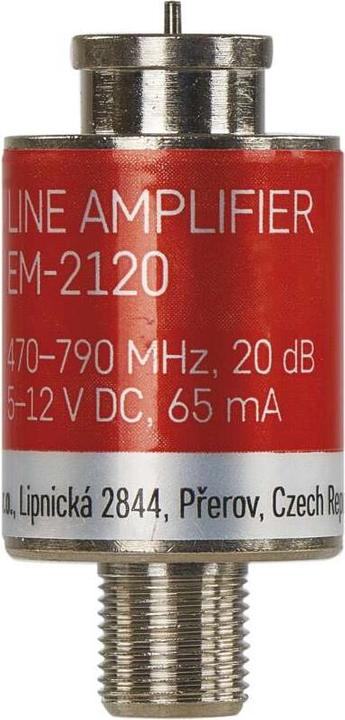 LINE AMPLIFIER
EM-2120
470-790 MHz, 20 dB
5-12 V DC, 65 mA
Lipnická 2844, Přerov, Czech